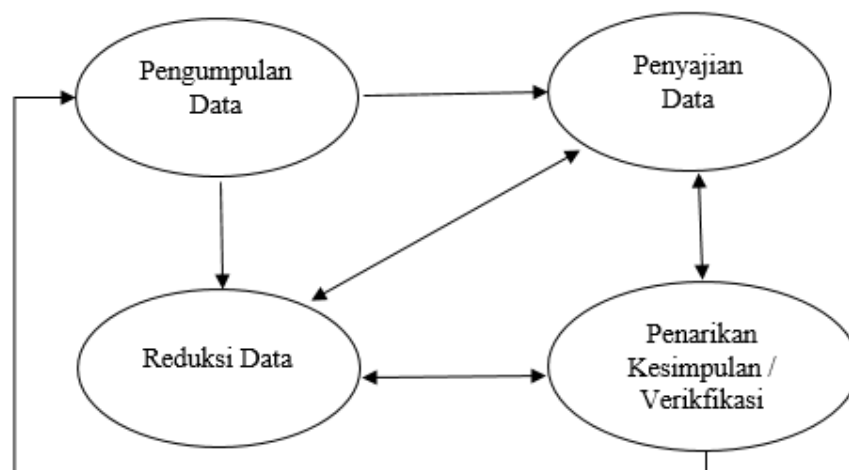 Pengumpulan
Data
Penyajian
Data
Reduksi Data
Penarikan
Kesimpulan /
Verikfikasi